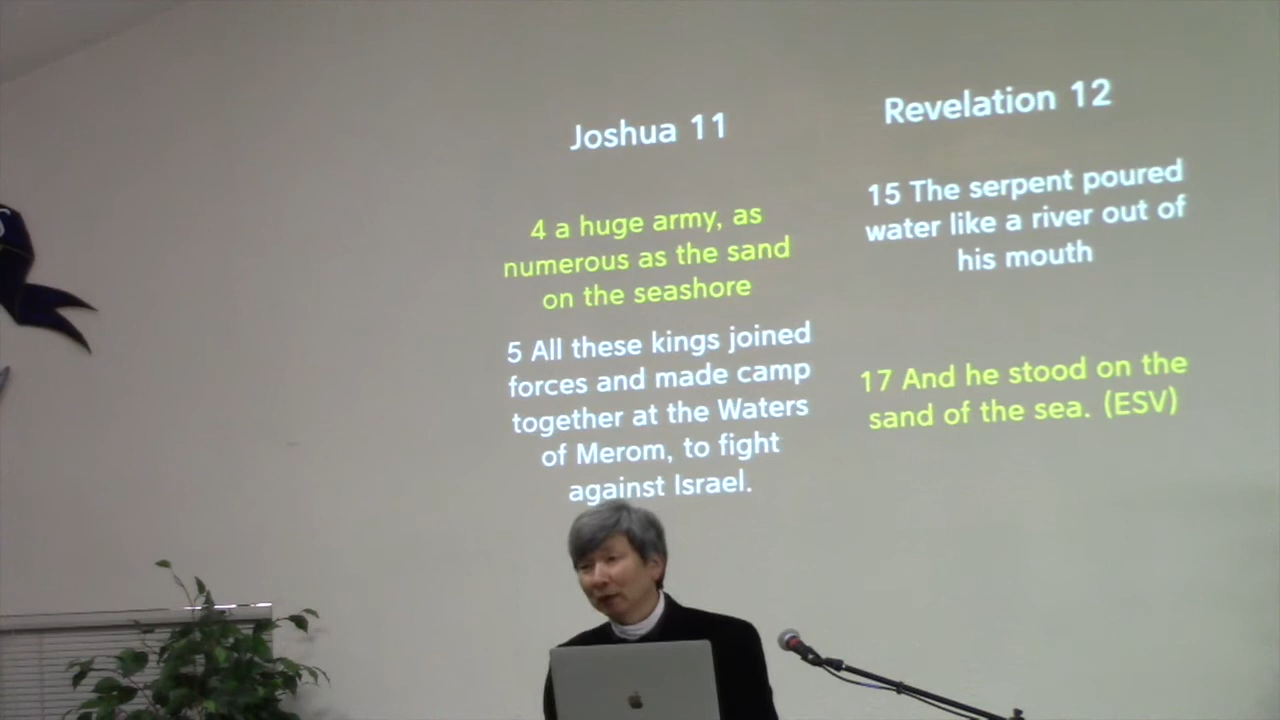 Joshua 11
4 a huge army, as
numerous as the sand
on the seashore
5 All these kings joined
forces and made camp
together at the Waters
of Merom, to fight
against Israel.
Revelation 12
15 The serpent poured
water like a river out of
his mouth
17 And he stood on the
sand of the sea. (ESV)